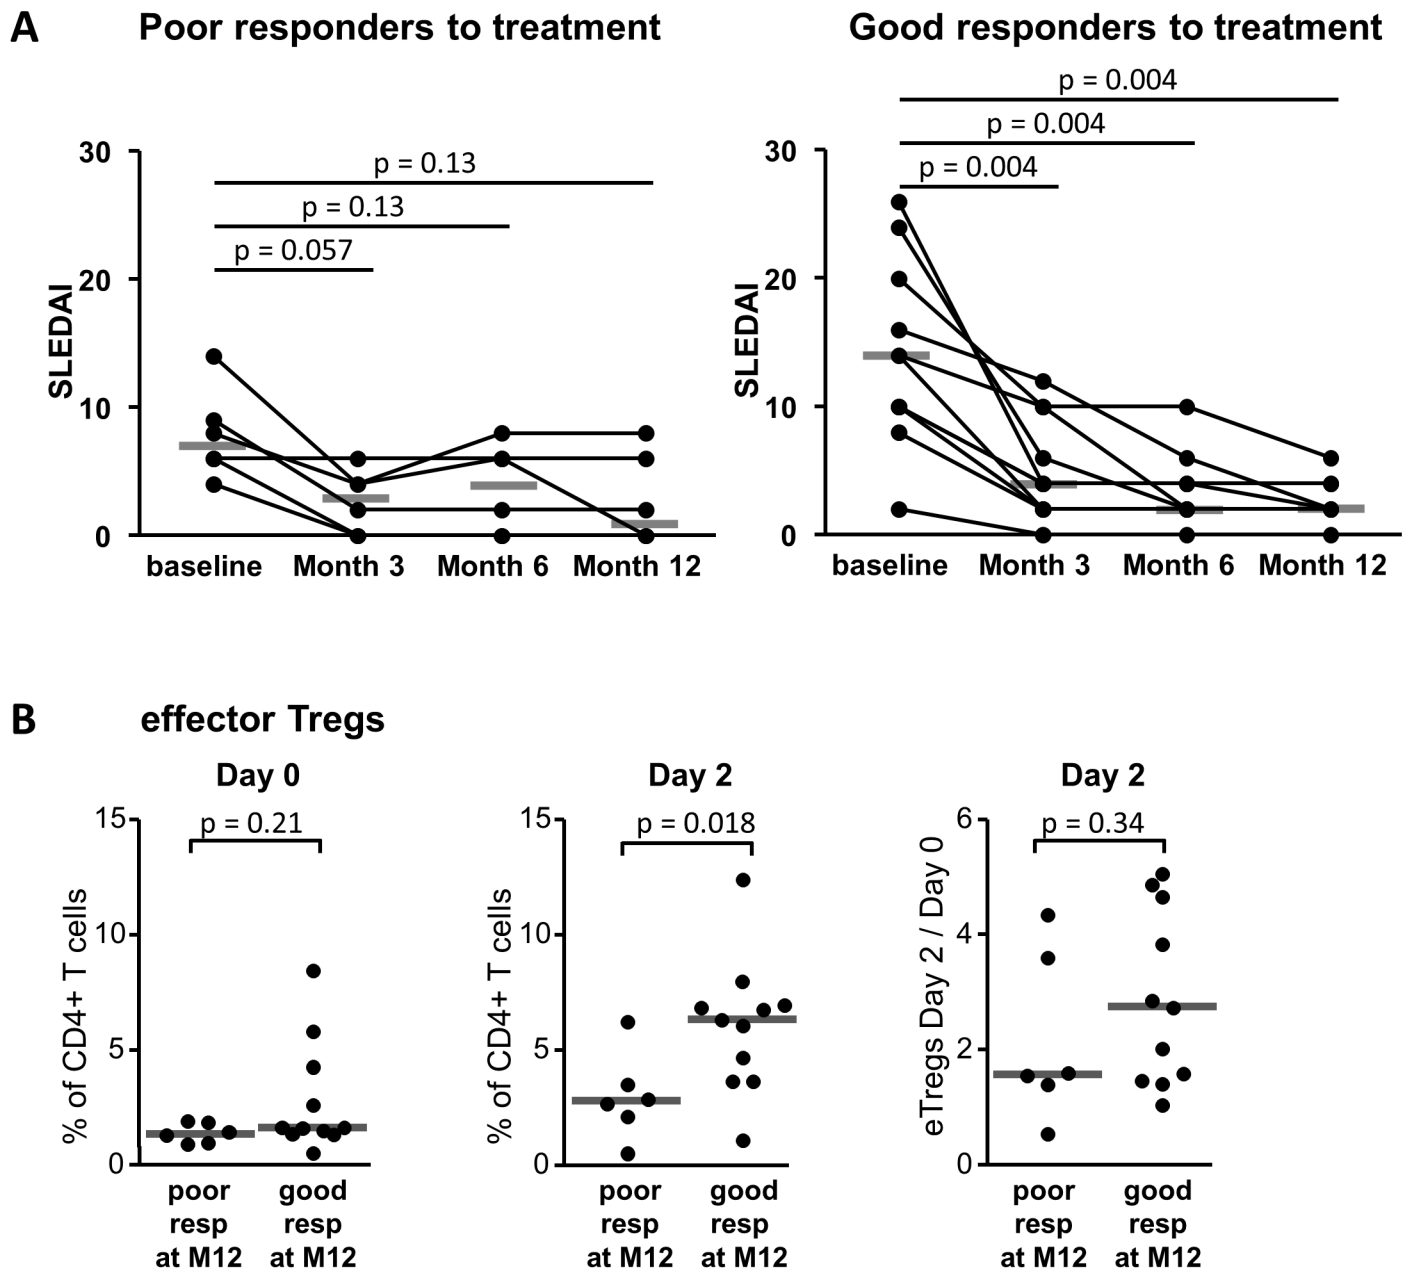 A
Poor responders to treatment
Good responders to treatment
SLEDAI
30
20
10
0
p = 0.13
p = 0.13
p = 0.057
baseline
Month 3
Month 6
Month 12
SLEDAI
30
20
10
0
p = 0.004
p = 0.004
p = 0.004
baseline
Month 3
Month 6
Month 12
B
effector Tregs
Day 0
% of CD4+ T cells
15
10
5
0
p = 0.21
poor
resp
at M12
good
resp
at M12
Day 2
% of CD4+ T cells
15
10
5
0
p = 0.018
poor
resp
at M12
good
resp
at M12
Day 2
eTregs Day 2 / Day 0
6
4
2
0
p = 0.34
poor
resp
at M12
good
resp
at M12